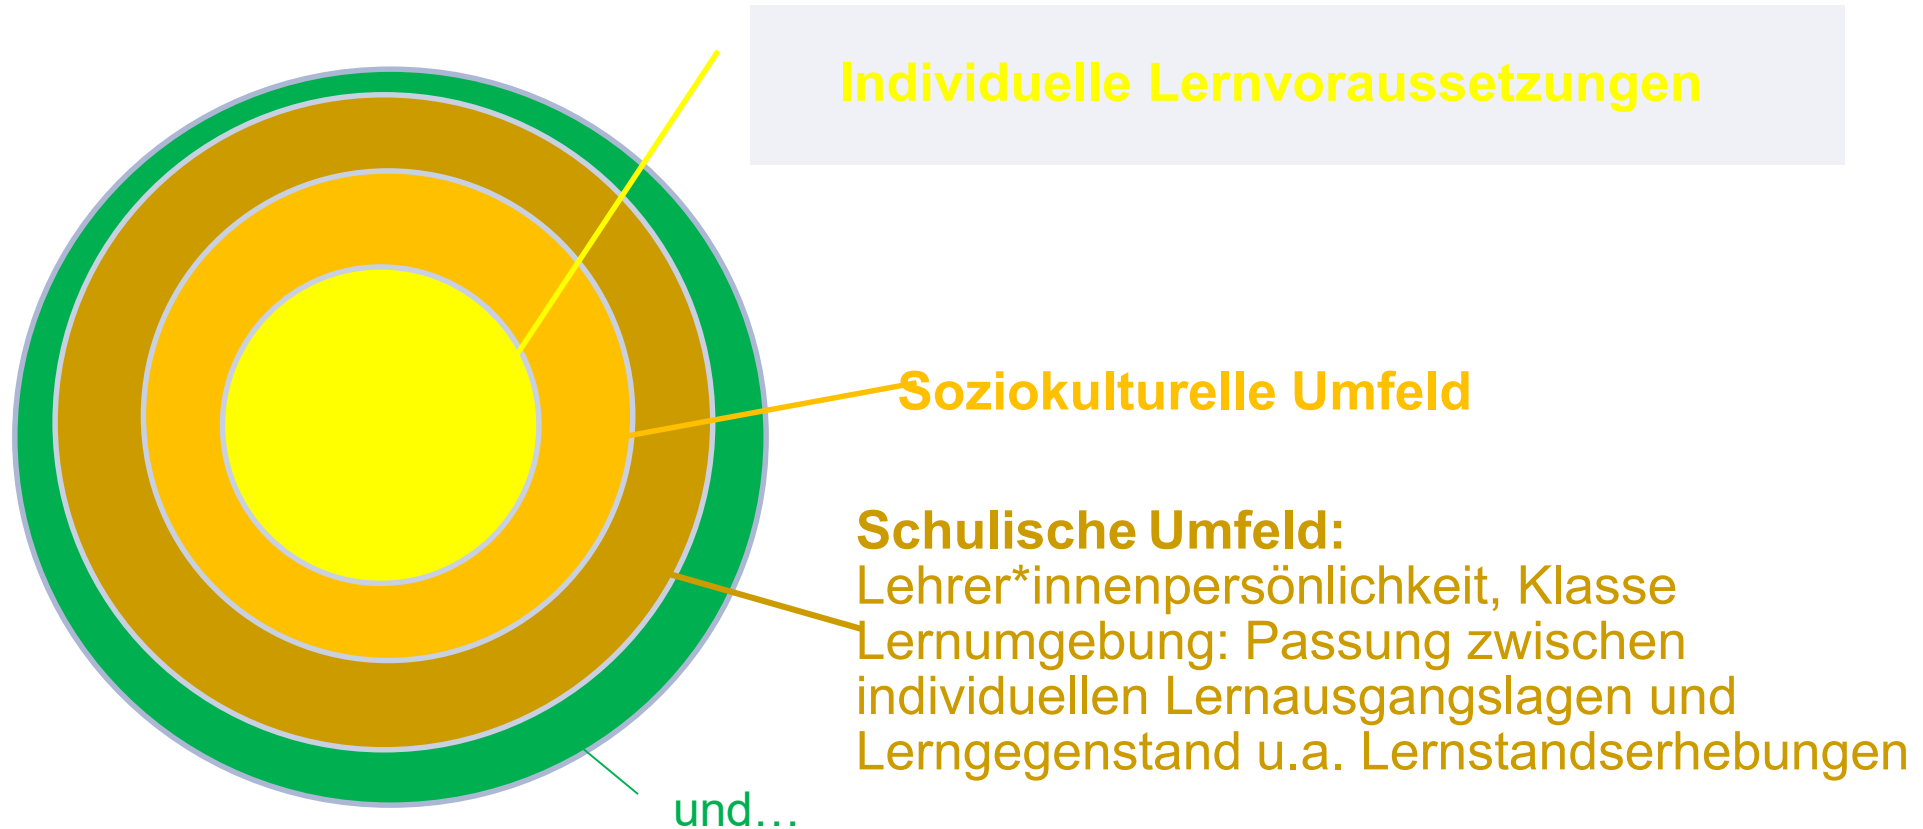 Individuelle Lernvoraussetzungen
Soziokulturelle Umfeld
Schulische Umfeld:
Lehrer*innenpersönlichkeit, Klasse
Lernumgebung: Passung zwischen
individuellen Lernausgangslagen und
Lerngegenstand u.a. Lernstandserhebungen
und…